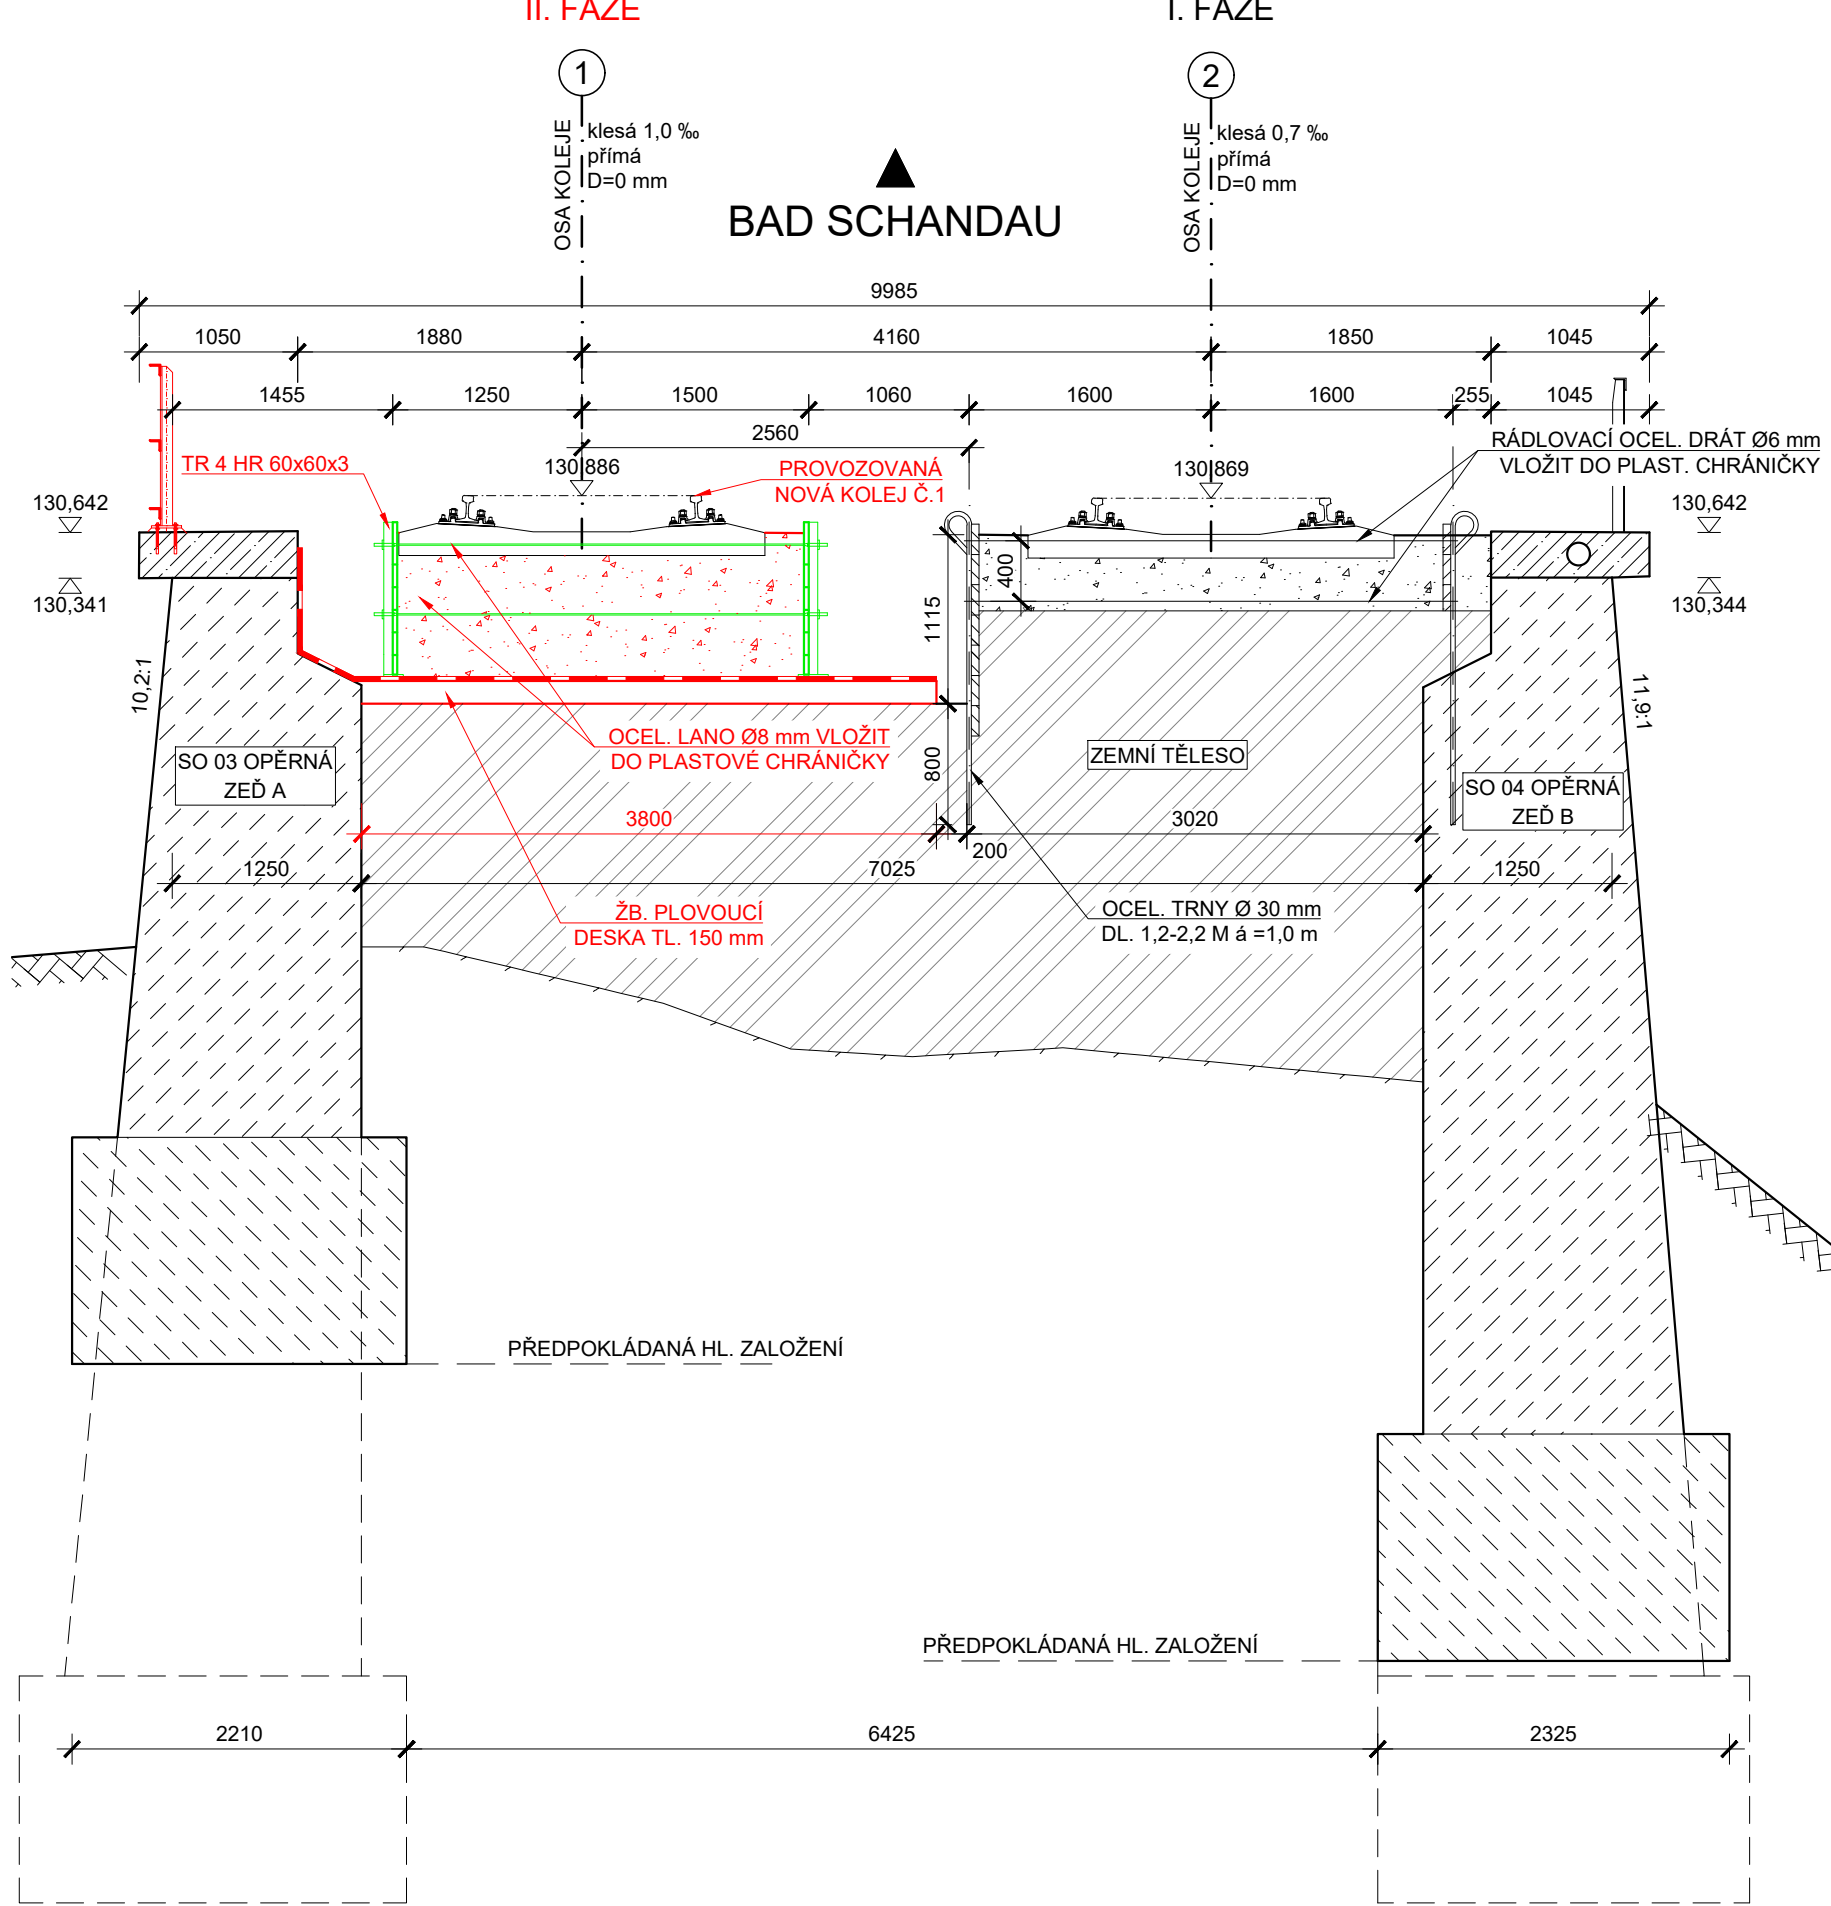 II. FÁZE
I. FÁZE
1
2
OSA KOLEJE
klesá 1,0 ‰
přímá
D=0 mm
OSA KOLEJE
klesá 0,7 ‰
přímá
D=0 mm
BAD SCHANDAU
9985
1050
1880
4160
1850
1045
1455
1250
1500
1060
1600
1600
255
1045
2560
TR 4 HR 60x60x3
130,886
PROVOZOVANÁ
NOVÁ KOLEJ Č.1
130,869
RÁDLOVACÍ OCEL. DRÁT Ø6 mm
VLOŽIT DO PLAST. CHRÁNIČKY
130,642
130,642
130,341
130,344
400
1115
10,2:1
11,9:1
OCEL. LANO Ø8 mm VLOŽIT
DO PLASTOVÉ CHRÁNIČKY
800
ZEMNÍ TĚLESO
SO 03 OPĚRNÁ
ZEĎ A
SO 04 OPĚRNÁ
ZEĎ B
3800
200
3020
1250
7025
1250
ŽB. PLOVOUCÍ
DESKA TL. 150 mm
OCEL. TRNY Ø 30 mm
DL. 1,2-2,2 M á =1,0 m
PŘEDPOKLÁDANÁ HL. ZALOŽENÍ
PŘEDPOKLÁDANÁ HL. ZALOŽENÍ
2210
6425
2325